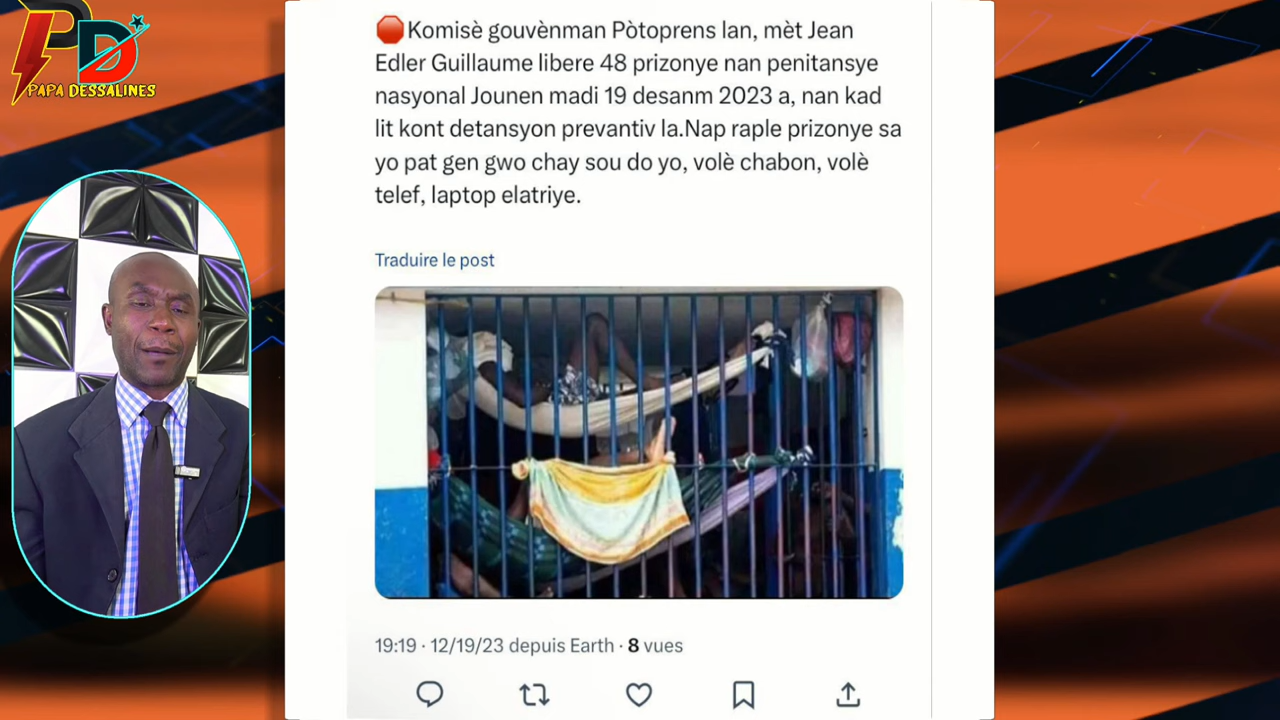 PD
PAPA DESSALINES
Komisè gouvènman Pòtoprens lan, mèt Jean
Edler Guillaume libere 48 prizonye nan penitansye
nasyonal Jounen madi 19 desanm 2023 a, nan kad
lit kont detansyon prevantiv la.Nap raple prizonye sa
yo pat gen gwo chay sou do yo, volè chabon, volè
telef, laptop elatriye.
Traduire le post
19:19 · 12/19/23 depuis Earth · 8 vues